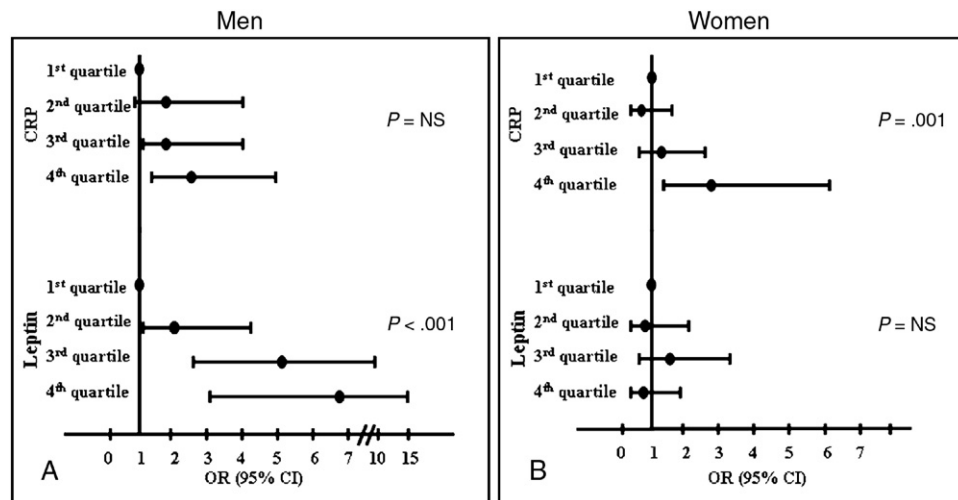 Men
CRP
1st quartile
2nd quartile
3rd quartile
4th quartile
P = NS
Leptin
1st quartile
2nd quartile
3rd quartile
4th quartile
P < .001
0 1 2 3 4 5 6 7 10 15
A
OR (95% CI)
Women
CRP
1st quartile
2nd quartile
3rd quartile
4th quartile
P = .001
Leptin
1st quartile
2nd quartile
3rd quartile
4th quartile
P = NS
0 1 2 3 4 5 6 7
B
OR (95% CI)